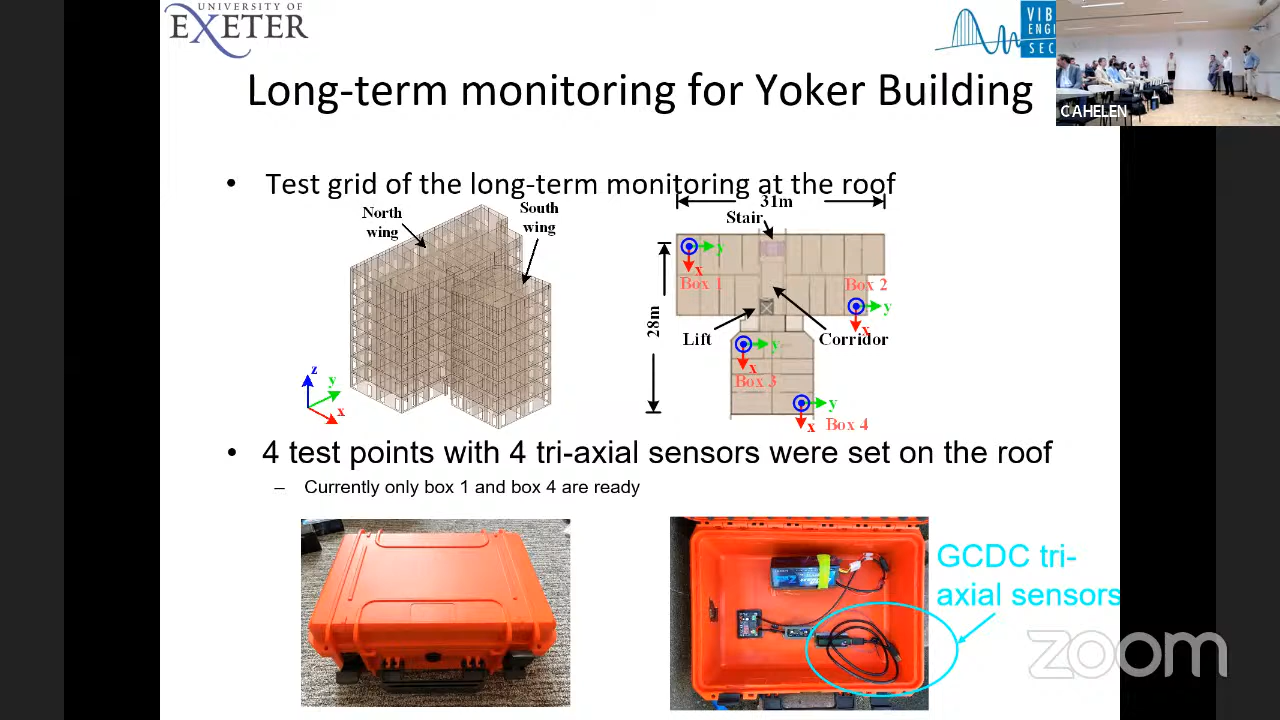 UNIVERSITY OF
EXETER
VIB
ENGI
SEC
CAHELEN
Long-term monitoring for Yoker Building
• Test grid of the long-term monitoring at the roof
North
wing
South
wing
z
y
x
31m
Stair
28m
y
x
Box 1
Box 2
y
x
Lift
Corridor
y
x
Box 3
y
x
Box 4
• 4 test points with 4 tri-axial sensors were set on the roof
– Currently only box 1 and box 4 are ready
GCDC tri-
axial sensors
zoom